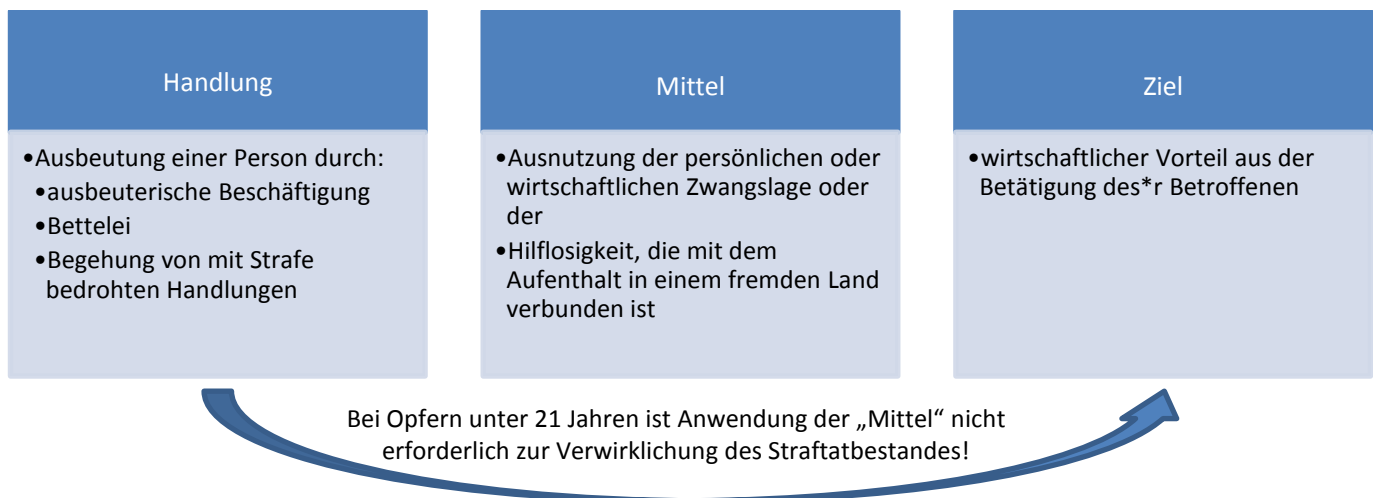 Handlung
•Ausbeutung einer Person durch:
•ausbeuterische Beschäftigung
•Bettelei
•Begehung von mit Strafe
bedrohten Handlungen
Mittel
•Ausnutzung der persönlichen oder
wirtschaftlichen Zwangslage oder
der
•Hilflosigkeit, die mit dem
Aufenthalt in einem fremden Land
verbunden ist
Ziel
•wirtschaftlicher Vorteil aus der
Betätigung des*r Betroffenen
Bei Opfern unter 21 Jahren ist Anwendung der „Mittel“ nicht
erforderlich zur Verwirklichung des Straftatbestandes!